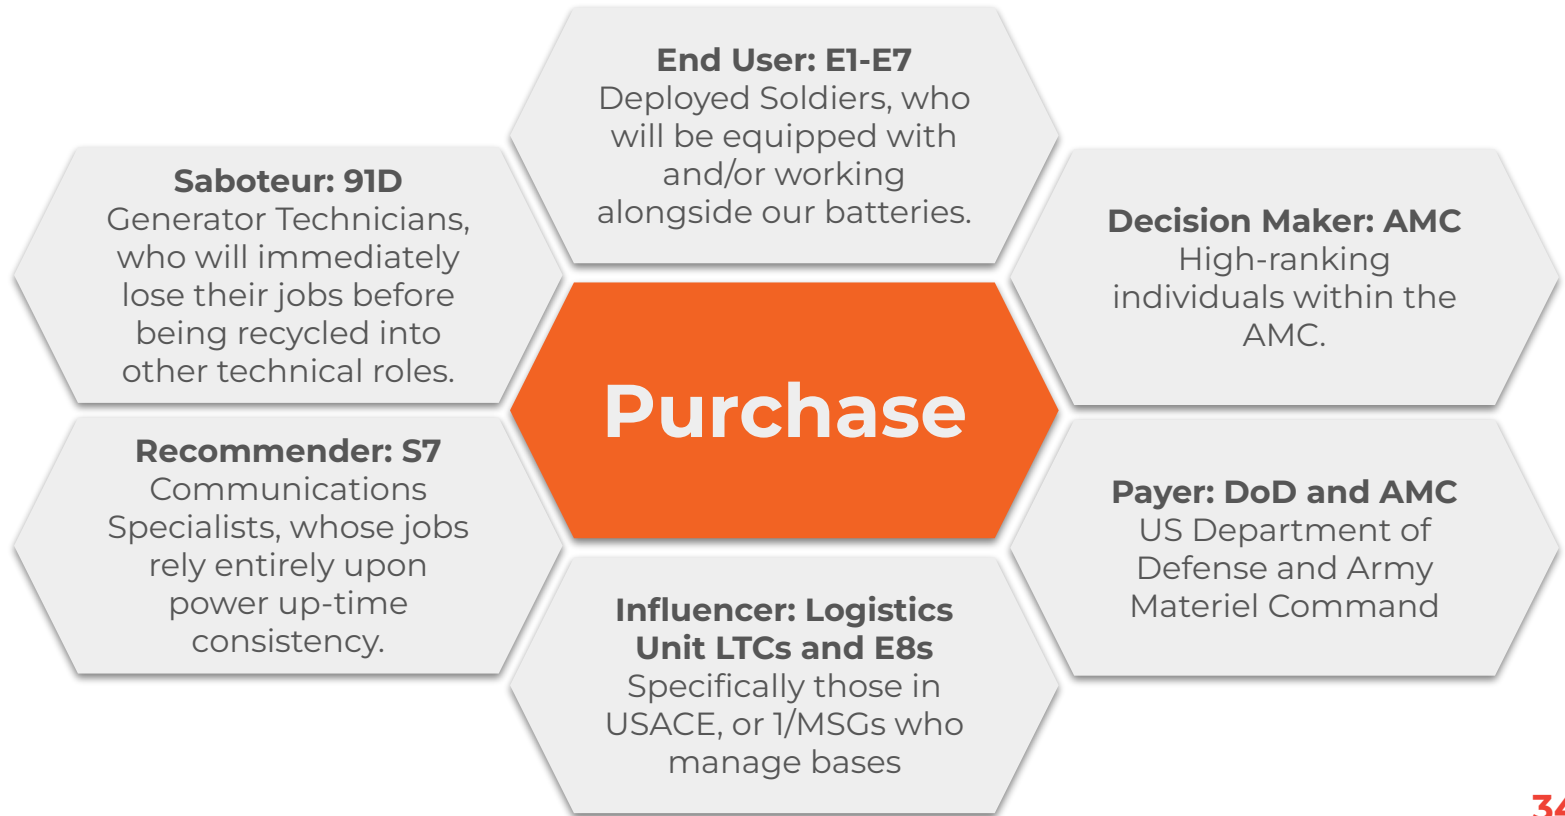 End User: E1-E7
Deployed Soldiers, who
will be equipped with
and/or working
alongside our batteries.
Saboteur: 91D
Generator Technicians,
who will immediately
lose their jobs before
being recycled into
other technical roles.
Decision Maker: AMC
High-ranking
individuals within the
AMC.
Purchase
Recommender: S7
Communications
Specialists, whose jobs
rely entirely upon
power up-time
consistency.
Payer: DoD and AMC
US Department of
Defense and Army
Materiel Command
Influencer: Logistics
Unit LTCs and E8s
Specifically those in
USACE, or 1/MSGs who
manage bases
34